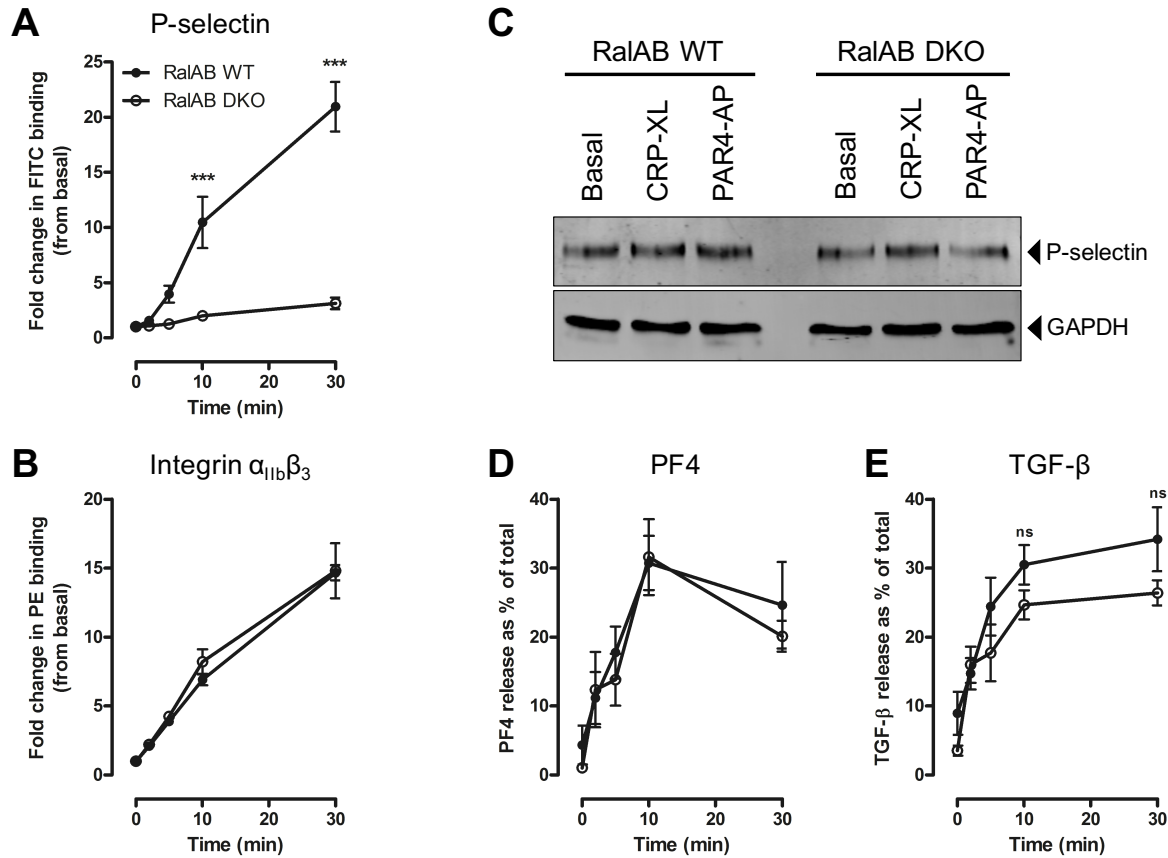 A
P-selectin
Fold change in FITC binding
(from basal)
25
20
15
10
5
0
RalAB WT
RalAB DKO
***
***
0 10 20 30
Time (min)
B
Integrin αIIbβ3
Fold change in PE binding
(from basal)
20
15
10
5
0
0 10 20 30
Time (min)
C
RalAB WT
RalAB DKO
Basal
CRP-XL
PAR4-AP
Basal
CRP-XL
PAR4-AP
P-selectin
GAPDH
D
PF4
PF4 release as % of total
40
30
20
10
0
0 10 20 30
Time (min)
E
TGF-β
TGF-β release as % of total
40
30
20
10
0
ns
ns
0 10 20 30
Time (min)